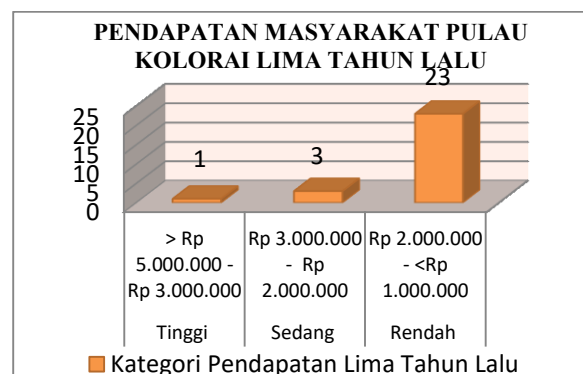 PENDAPATAN MASYARAKAT PULAU
KOLORAI LIMA TAHUN LALU
23
25
20
15
10
5
0
1
3
> Rp
5.000.000 -
Rp 3.000.000
Rp 3.000.000
- Rp
2.000.000
Rp 2.000.000
- <Rp
1.000.000
Tinggi
Sedang
Rendah
Kategori Pendapatan Lima Tahun Lalu